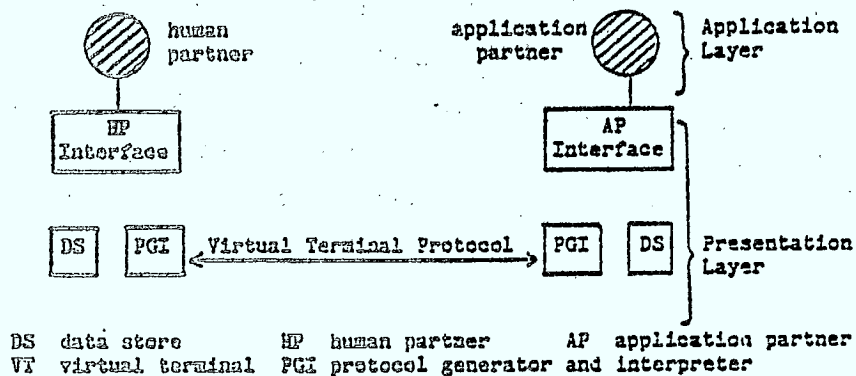 human
partner
application
partner
Application
Layer
HP
Interface
AP
Interface
DS
PGI
Virtual Terminal Protocol
PGI
DS
Presentation
Layer
DS data store HP human partner AP application partner
VT virtual terminal PGI protocol generator and interpreter